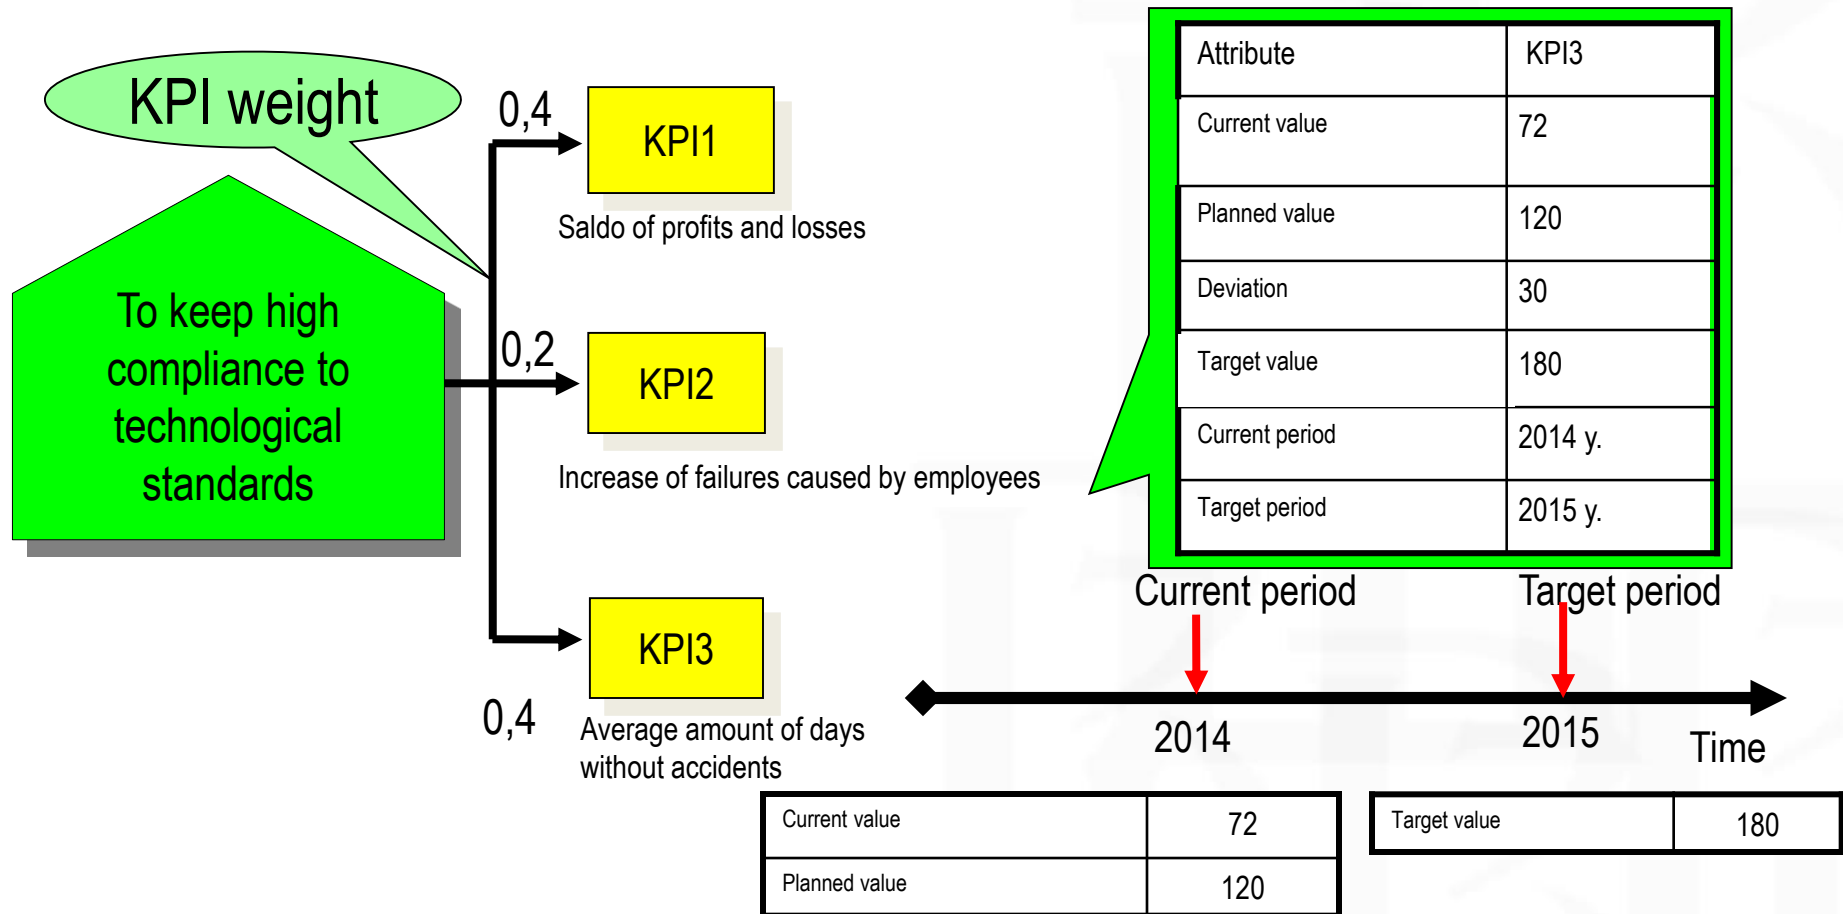 KPI weight
To keep high
compliance to
technological
standards
0,4
KPI1
Saldo of profits and losses
0,2
KPI2
Increase of failures caused by employees
0,4
KPI3
Average amount of days
without accidents
Attribute KPI3
Current value 72
Planned value 120
Deviation 30
Target value 180
Current period 2014 y.
Target period 2015 y.
Current period Target period
2014 2015 Time
Current value 72
Planned value 120
Target value 180